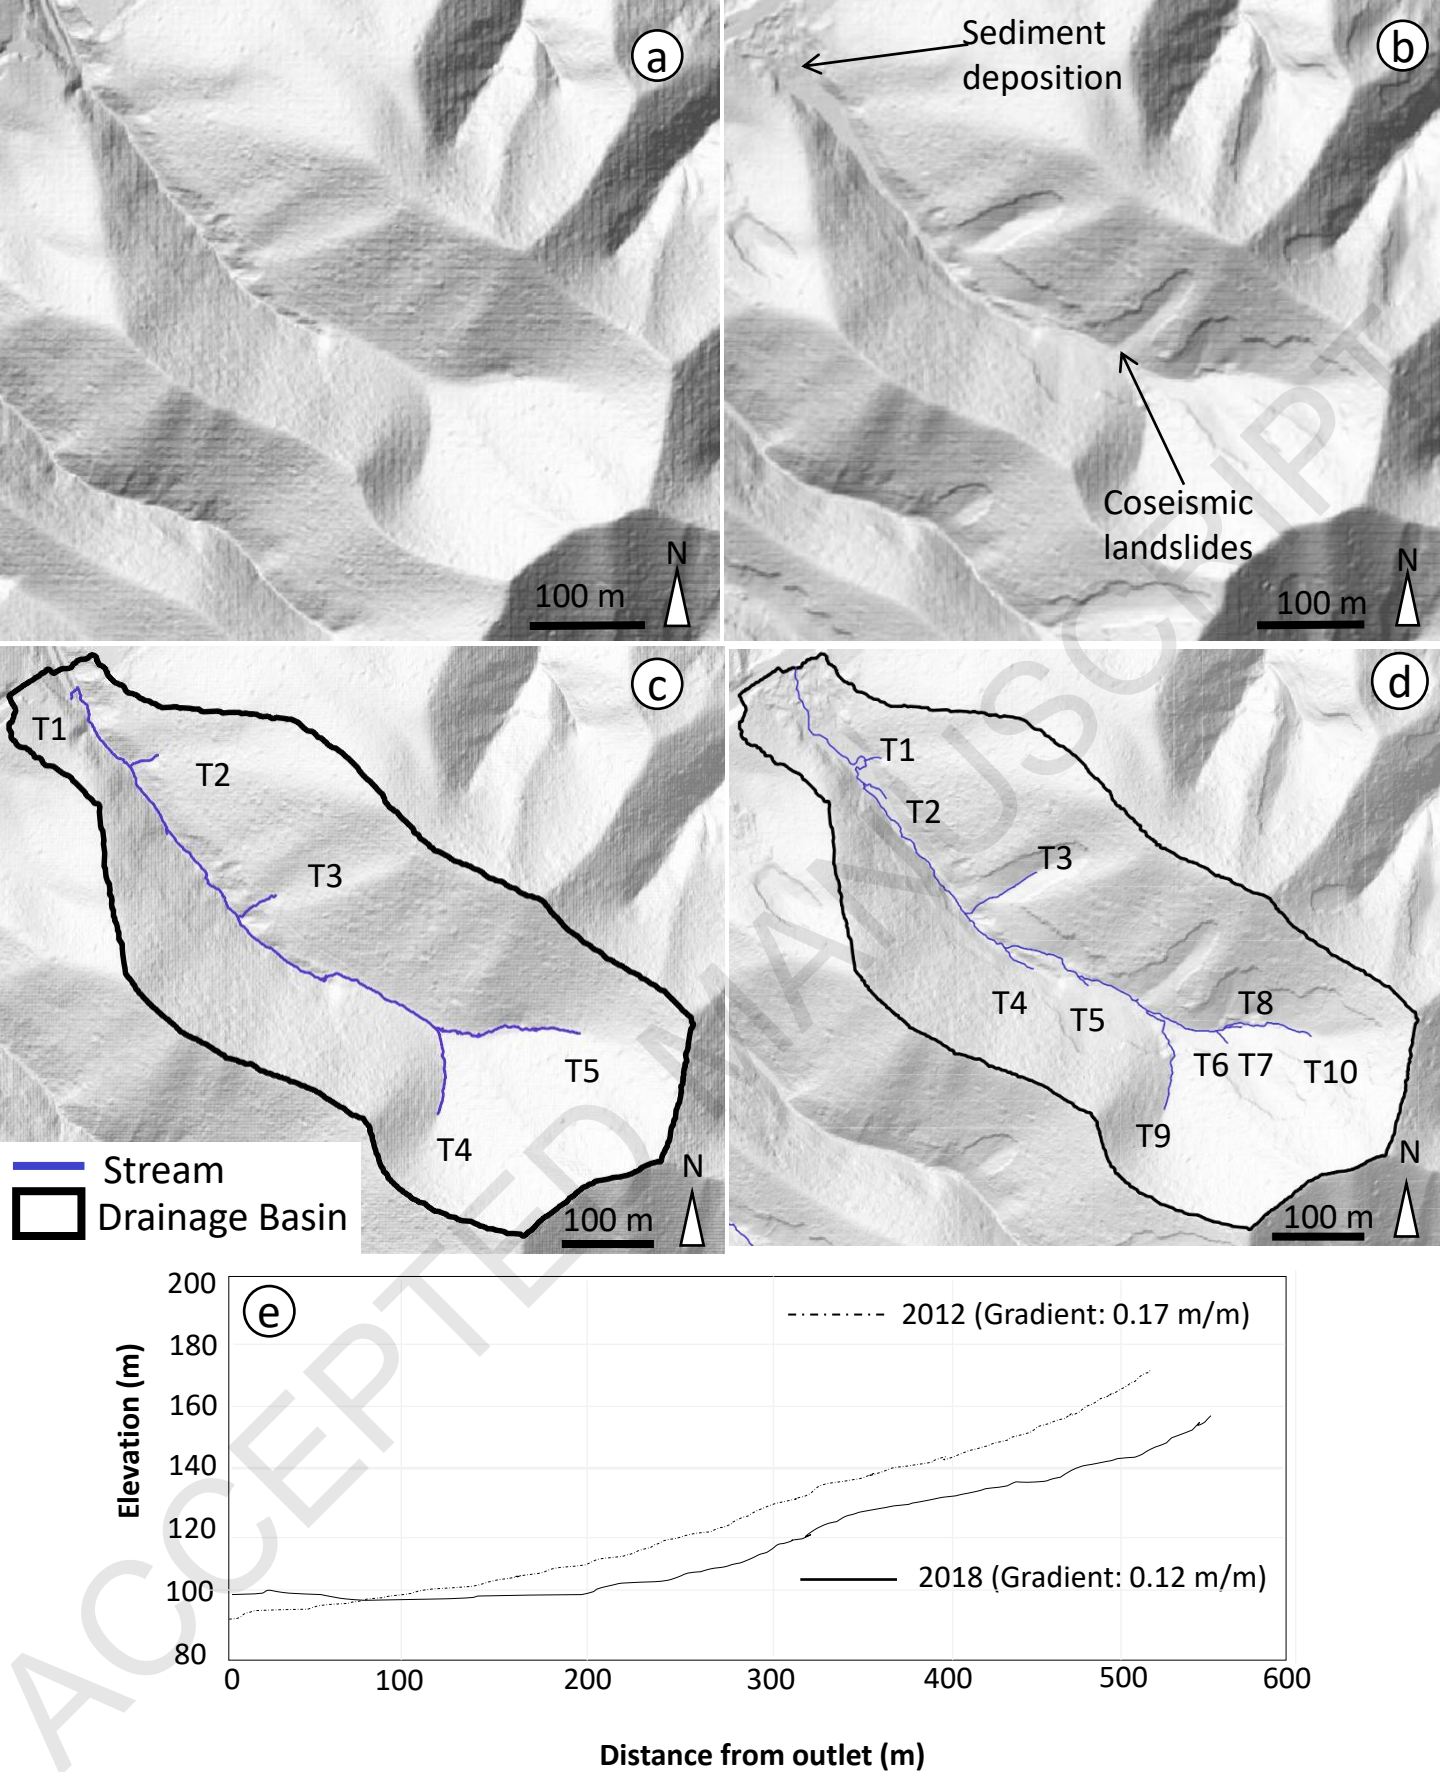 a
b
Sediment
deposition
Coseismic
landslides
N
100 m
N
100 m
c
d
T1
T2
T3
T5
T4
T1
T2
T3
T4
T5
T8
T6 T7
T10
T9
Stream
Drainage Basin
N
100 m
N
100 m
e
200
180
160
140
120
100
80
Elevation (m)
2012 (Gradient: 0.17 m/m)
2018 (Gradient: 0.12 m/m)
0
100
200
300
400
500
600
Distance from outlet (m)
ACCEPTED MANUSCRIPT